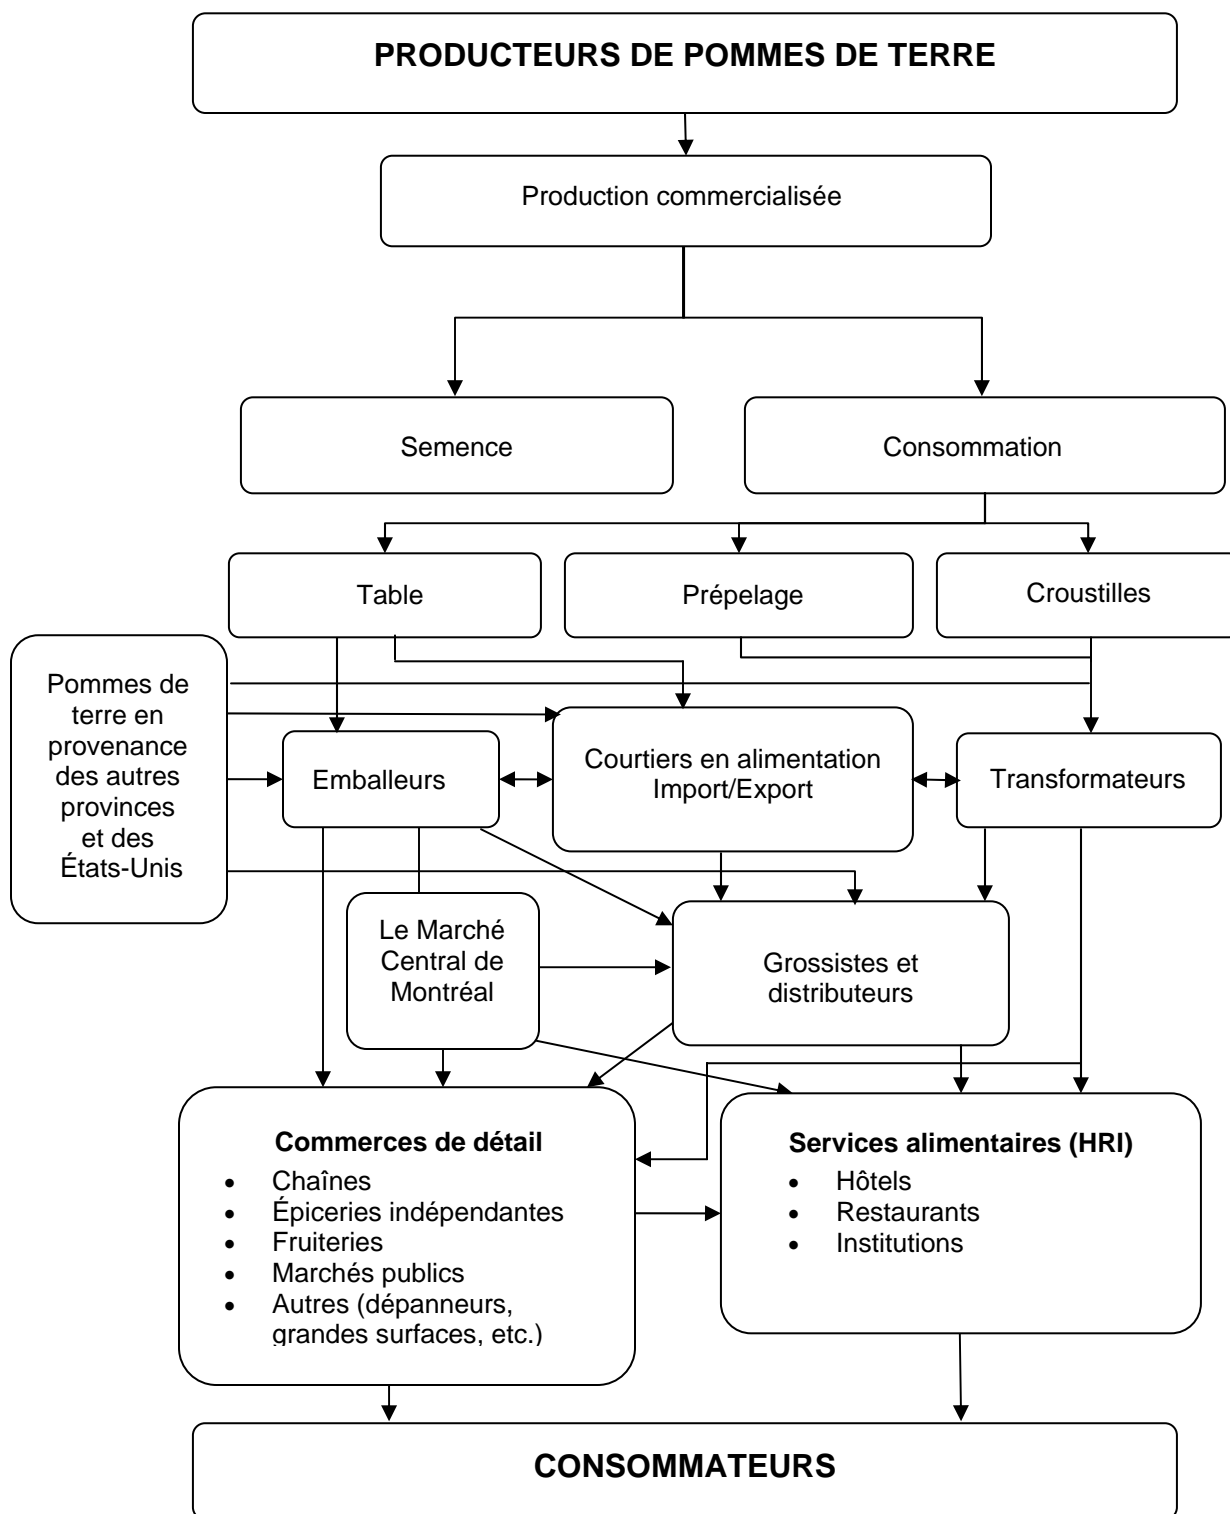 PRODUCTEURS DE POMMES DE TERRE
Production commercialisée
Semence
Consommation
Table
Prépelage
Croustilles
Pommes de
terre en
provenance
des autres
provinces
et des
États-Unis
Emballeurs
Courtiers en alimentation
Import/Export
Transformateurs
Le Marché
Central de
Montréal
Grossistes et
distributeurs
Commerces de détail
• Chaînes
• Épiceries indépendantes
• Fruiteries
• Marchés publics
• Autres (dépanneurs,
grandes surfaces, etc.)
Services alimentaires (HRI)
• Hôtels
• Restaurants
• Institutions
CONSOMMATEURS